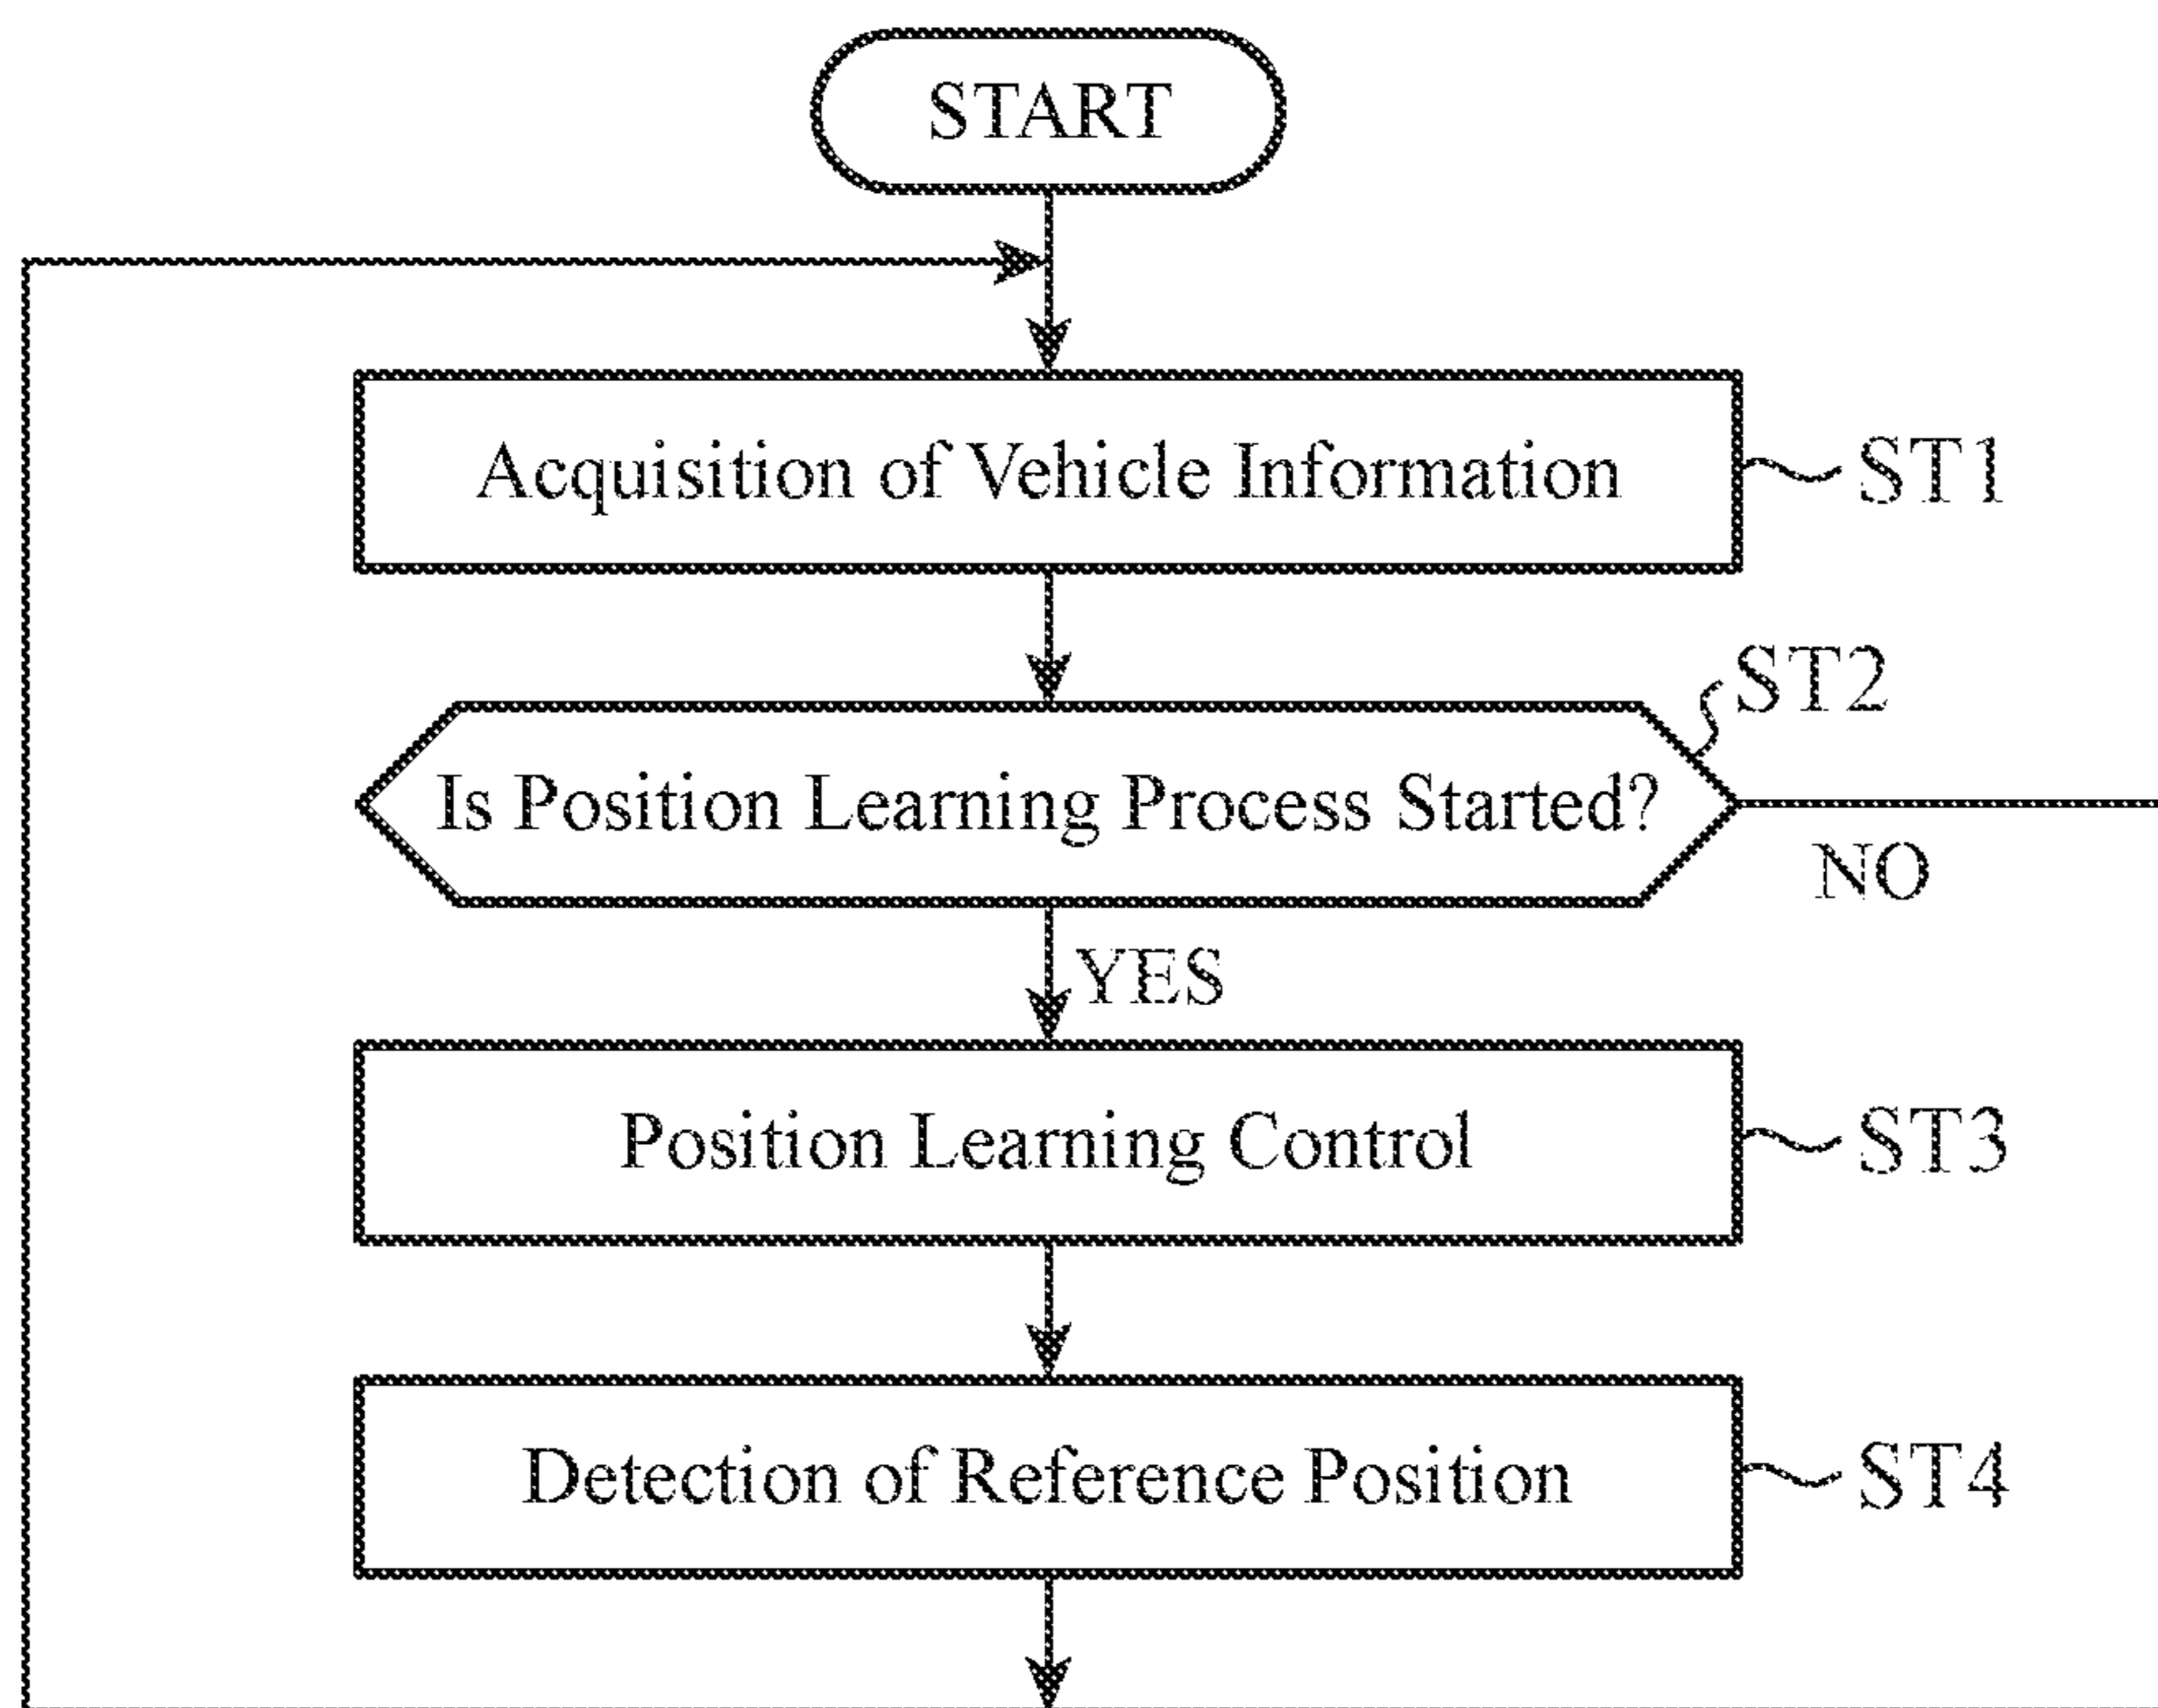 START
Acquisition of Vehicle Information
ST1
ST2
Is Position Learning Process Started?
NO
YES
Position Learning Control
ST3
Detection of Reference Position
ST4